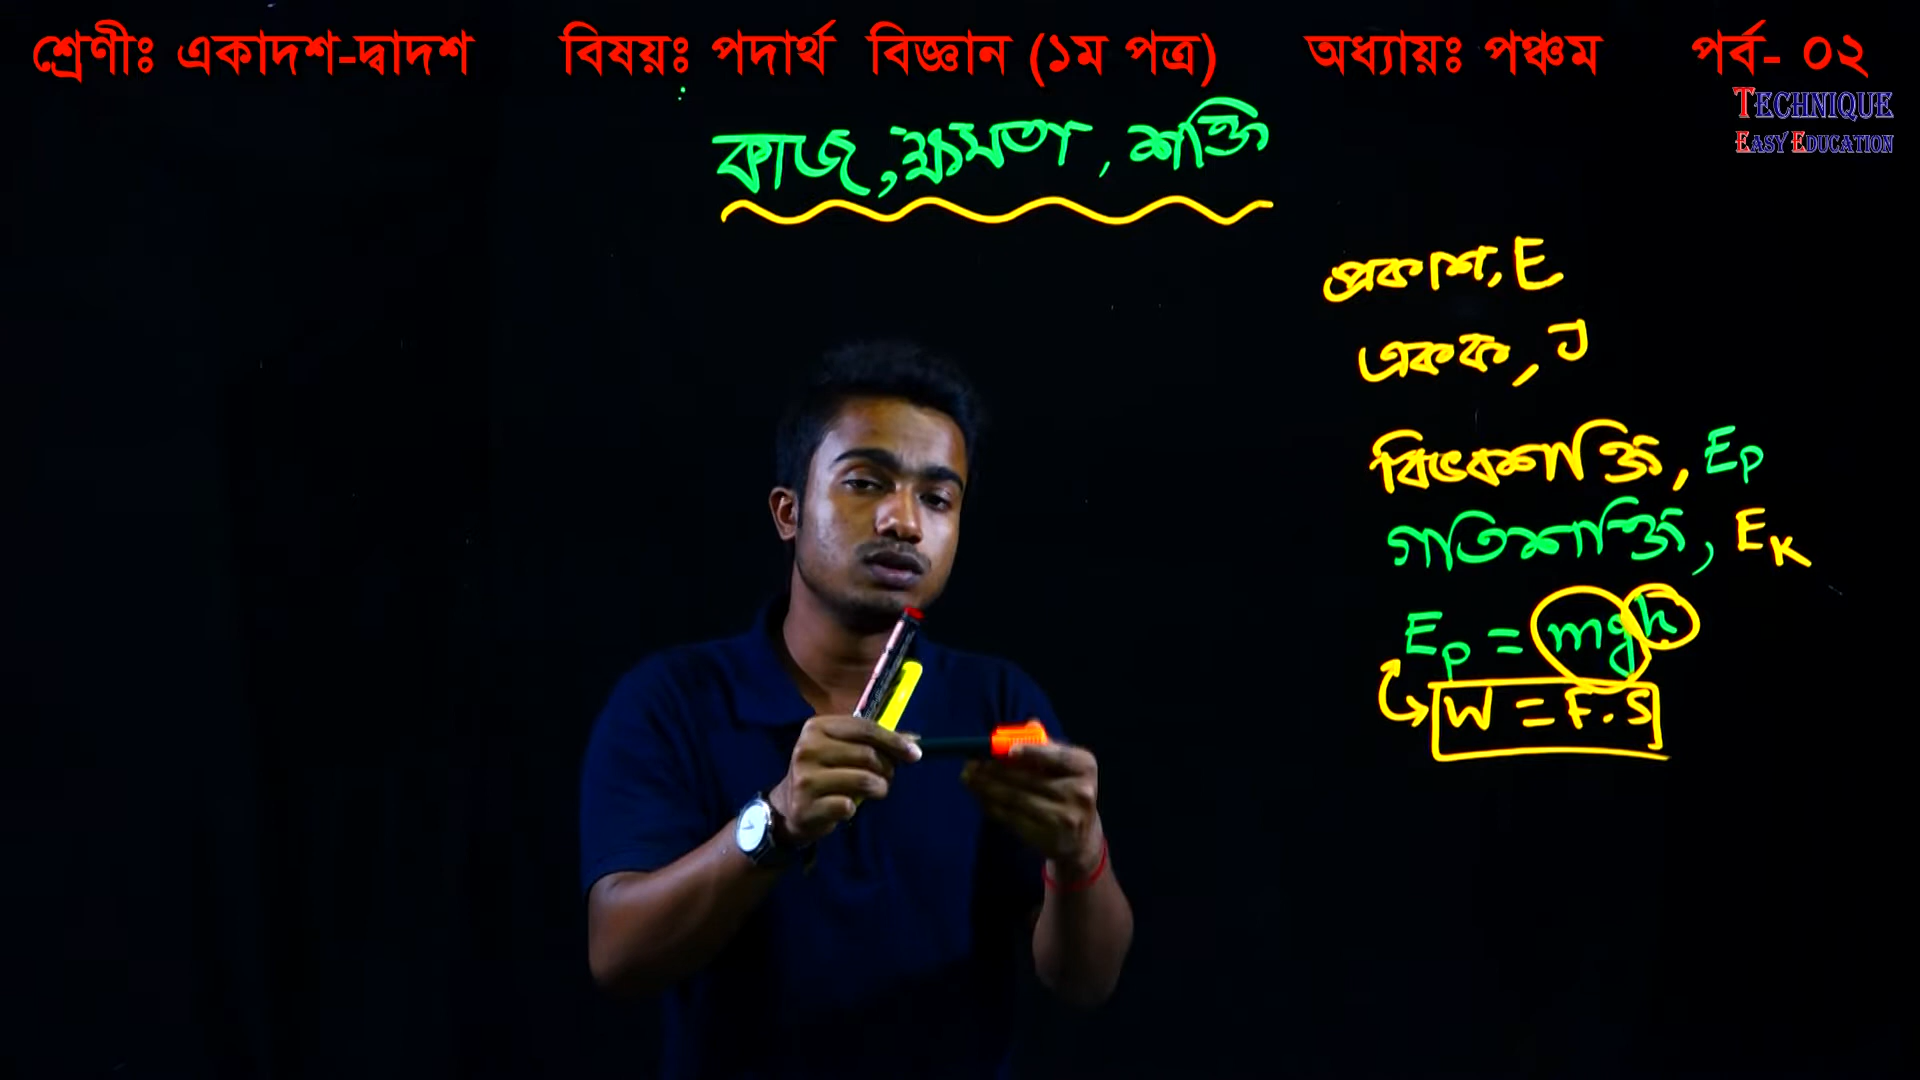 শ্রেণীঃ একাদশ-দ্বাদশ বিষয়ঃ পদার্থ বিজ্ঞান (১ম পত্র) অধ্যায়ঃ পঞ্চম পর্ব- ০২
TECHNIQUE
EASY EDUCATION
কাজ, ক্ষমতা, শক্তি
প্রকাশ, E
একক, J
বিভবশক্তি, Ep
গতিশক্তি, EK
Ep = mgh
W = F.S